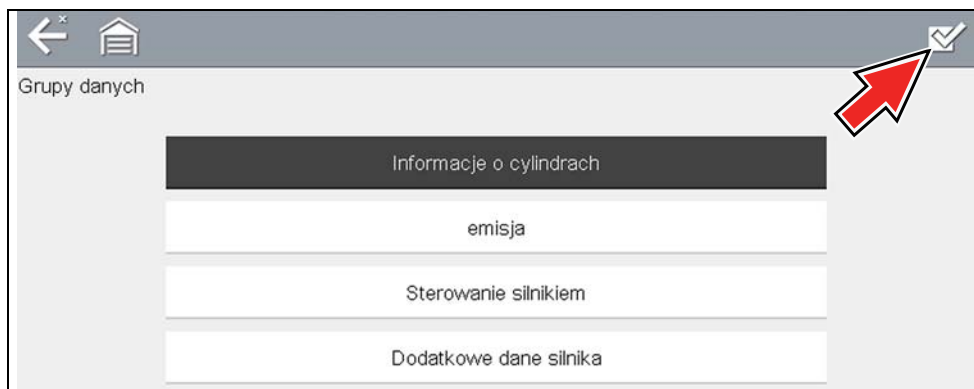 Grupy danych
Informacje o cylindrach
emisja
Sterowanie silnikiem
Dodatkowe dane silnika